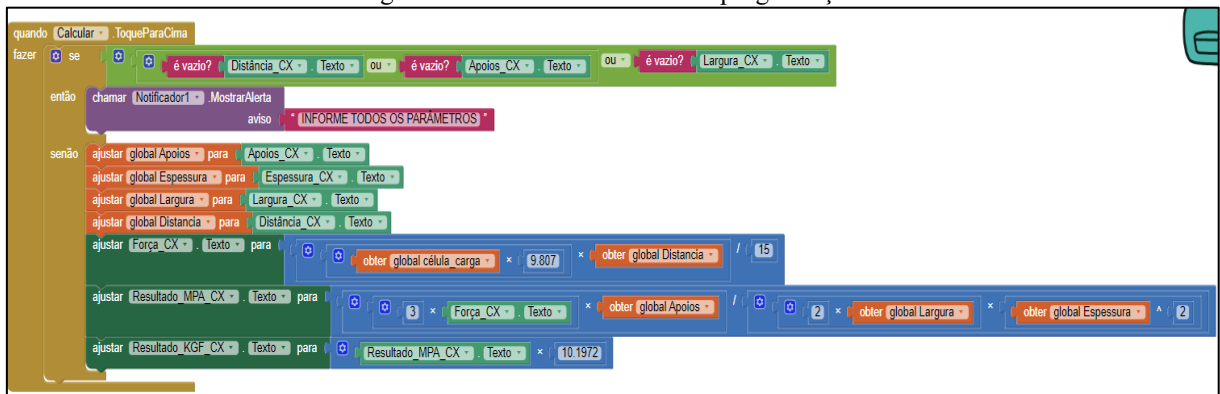 quando Calcular .ToqueParaCima
fazer se é vazio? Distância_CX . Texto ou é vazio? Apoios_CX . Texto ou é vazio? Largura_CX . Texto
então chamar Notificador1 .MostrarAlerta
aviso " INFORME TODOS OS PARÂMETROS "
senão ajustar global Apoios para Apoios_CX . Texto
ajustar global Espessura para Espessura_CX . Texto
ajustar global Largura para Largura_CX . Texto
ajustar global Distancia para Distância_CX . Texto
ajustar Força_CX . Texto para obter global célula_carga × 9.807 × obter global Distancia / 15
ajustar Resultado_MPA_CX . Texto para 3 × Força_CX . Texto × obter global Apoios / 2 × obter global Largura × obter global Espessura ^ 2
ajustar Resultado_KGF_CX . Texto para Resultado_MPA_CX . Texto × 10.1972